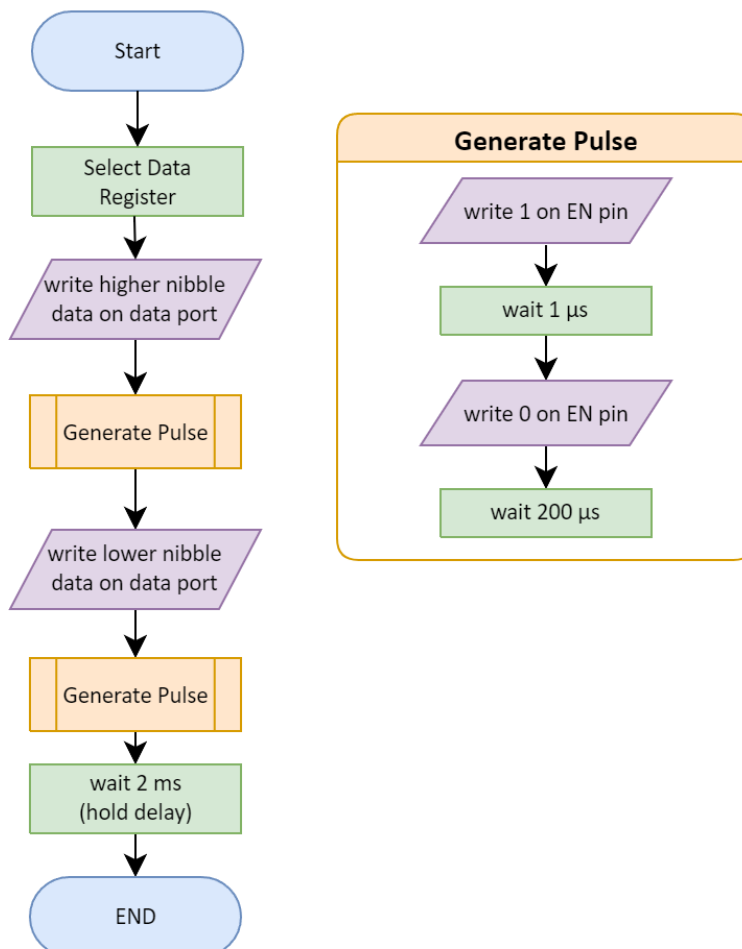 Start
Select Data
Register
write higher nibble
data on data port
Generate Pulse
write lower nibble
data on data port
Generate Pulse
wait 2 ms
(hold delay)
END
Generate Pulse
write 1 on EN pin
wait 1 µs
write 0 on EN pin
wait 200 µs